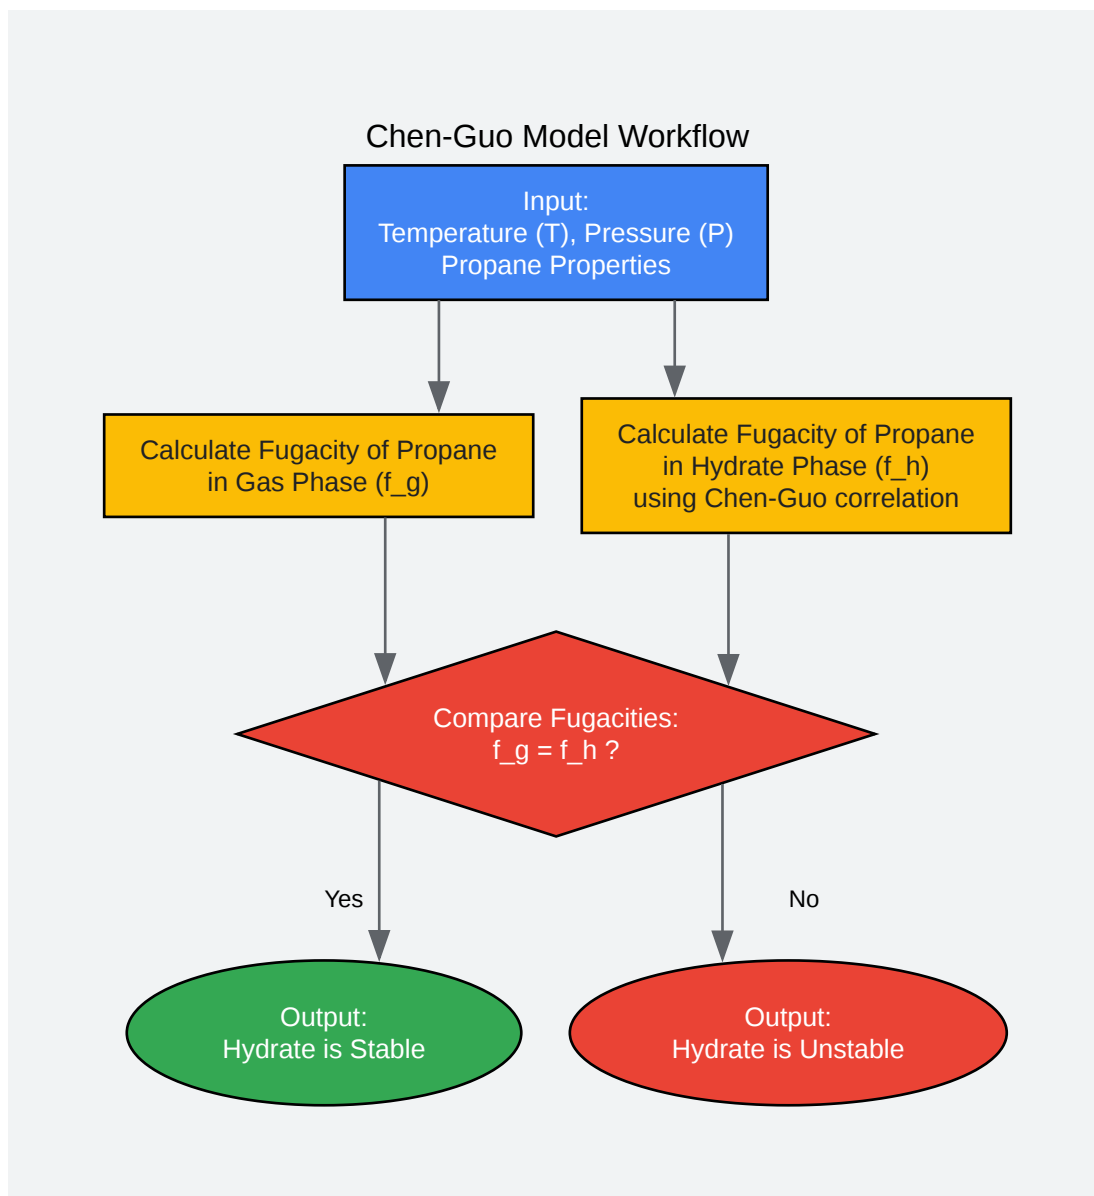 Chen-Guo Model Workflow
Input:
Temperature (T), Pressure (P)
Propane Properties
Calculate Fugacity of Propane
in Gas Phase (f_g)
Calculate Fugacity of Propane
in Hydrate Phase (f_h)
using Chen-Guo correlation
Compare Fugacities:
f_g = f_h ?
Yes
No
Output:
Hydrate is Stable
Output:
Hydrate is Unstable